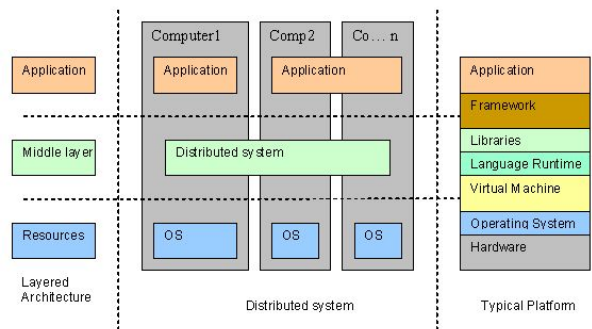 Computer1
Comp2
Co... n
Application
Application
Application
Application
Framework
Middle layer
Distributed system
Libraries
Language Runtime
Virtual Machine
Resources
OS
OS
OS
Operating System
Hardware
Layered
Architecture
Distributed system
Typical Platform